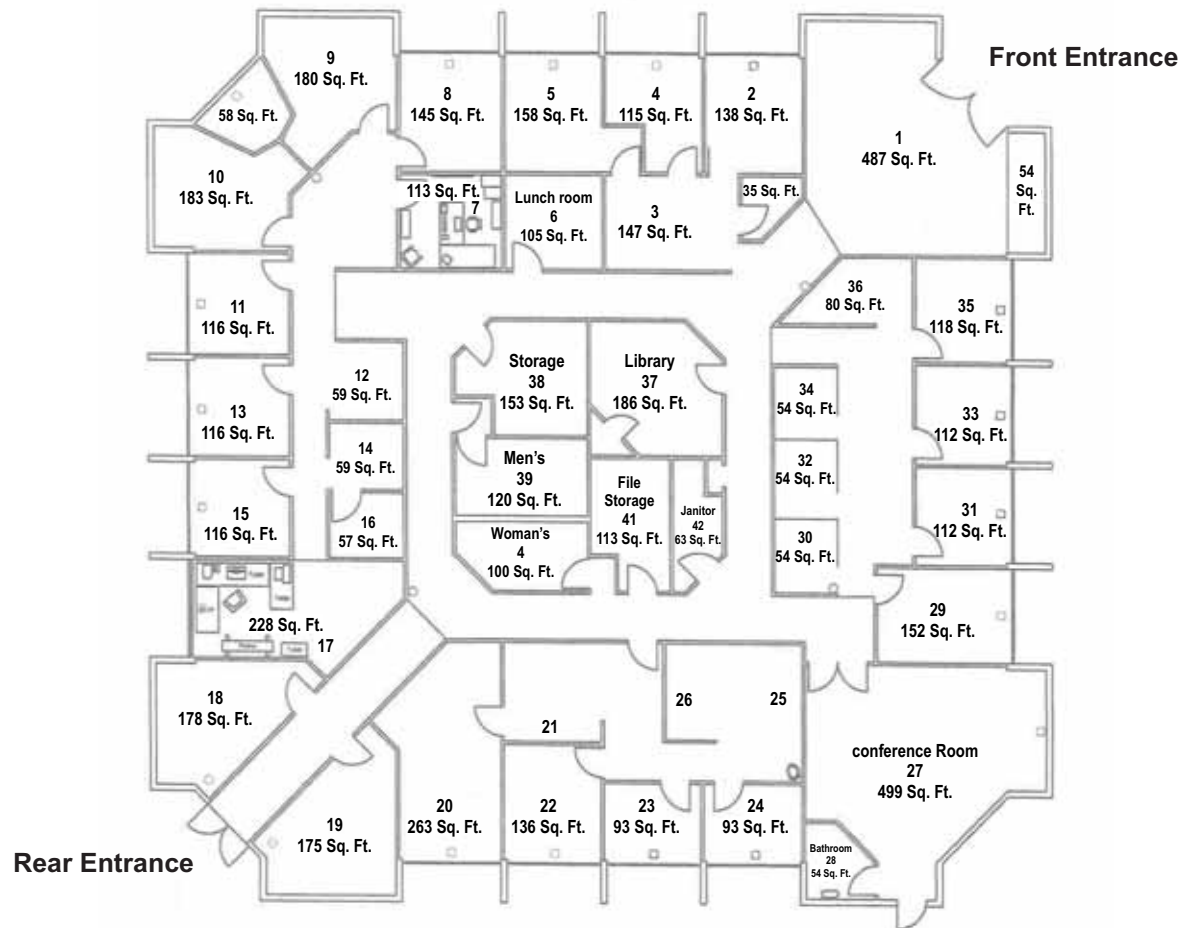 Front Entrance
9
180 Sq. Ft.
58 Sq. Ft.
8
145 Sq. Ft.
5
158 Sq. Ft.
4
115 Sq. Ft.
2
138 Sq. Ft.
1
487 Sq. Ft.
54
Sq.
Ft.
10
183 Sq. Ft.
113 Sq. Ft.
7
Lunch room
6
105 Sq. Ft.
3
147 Sq. Ft.
35 Sq. Ft.
36
80 Sq. Ft.
35
118 Sq. Ft.
11
116 Sq. Ft.
12
59 Sq. Ft.
Storage
38
153 Sq. Ft.
Library
37
186 Sq. Ft.
34
54 Sq. Ft.
33
112 Sq. Ft.
13
116 Sq. Ft.
14
59 Sq. Ft.
Men's
39
120 Sq. Ft.
File
Storage
41
113 Sq. Ft.
Janitor
42
63 Sq. Ft.
32
54 Sq. Ft.
31
112 Sq. Ft.
15
116 Sq. Ft.
16
57 Sq. Ft.
Woman's
4
100 Sq. Ft.
30
54 Sq. Ft.
29
152 Sq. Ft.
228 Sq. Ft.
17
18
178 Sq. Ft.
21
26
25
conference Room
27
499 Sq. Ft.
19
175 Sq. Ft.
20
263 Sq. Ft.
22
136 Sq. Ft.
23
93 Sq. Ft.
24
93 Sq. Ft.
Bathroom
28
54 Sq. Ft.
Rear Entrance